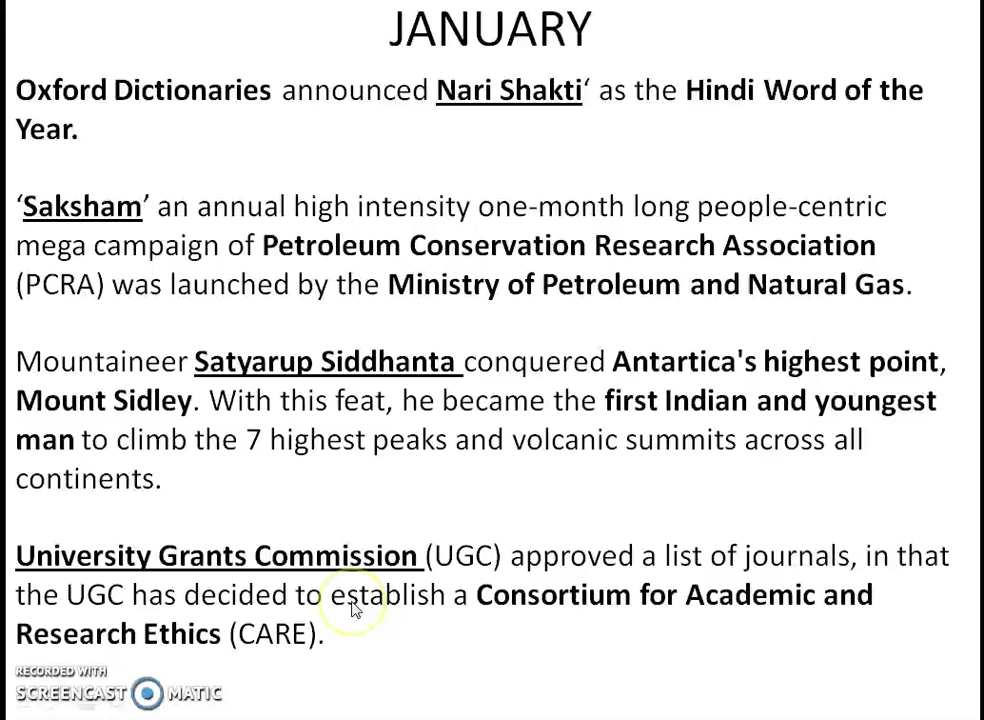 JANUARY
Oxford Dictionaries announced Nari Shakti‘ as the Hindi Word of the
Year.
‘Saksham’ an annual high intensity one-month long people-centric
mega campaign of Petroleum Conservation Research Association
(PCRA) was launched by the Ministry of Petroleum and Natural Gas.
Mountaineer Satyarup Siddhanta conquered Antartica's highest point,
Mount Sidley. With this feat, he became the first Indian and youngest
man to climb the 7 highest peaks and volcanic summits across all
continents.
University Grants Commission (UGC) approved a list of journals, in that
the UGC has decided to establish a Consortium for Academic and
Research Ethics (CARE).
RECORDED WITH
SCREENCAST MATIC